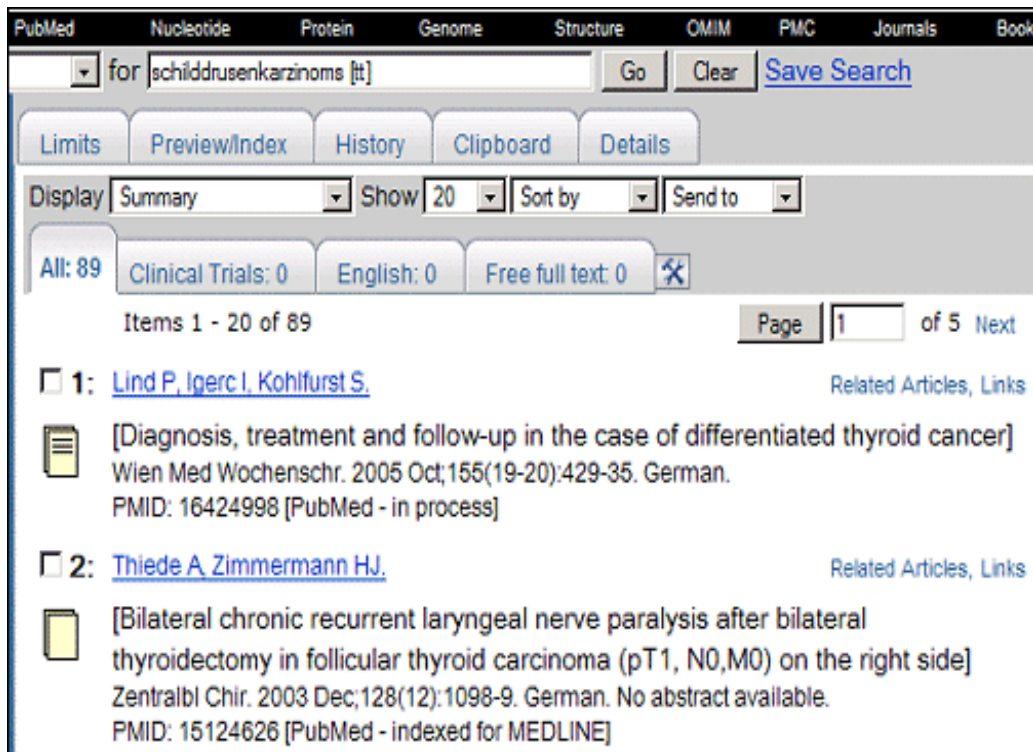 PubMed Nucleotide Protein Genome Structure OMIM PMC Journals Book
for schilddrusenkarzinoms [tt] Go Clear Save Search
Limits Preview/Index History Clipboard Details
Display Summary Show 20 Sort by Send to
All: 89 Clinical Trials: 0 English: 0 Free full text: 0
Items 1 - 20 of 89 Page 1 of 5 Next
1: Lind P, Igerc I, Kohlfurst S. Related Articles, Links
[Diagnosis, treatment and follow-up in the case of differentiated thyroid cancer]
Wien Med Wochenschr. 2005 Oct;155(19-20):429-35. German.
PMID: 16424998 [PubMed - in process]
2: Thiede A, Zimmermann HJ. Related Articles, Links
[Bilateral chronic recurrent laryngeal nerve paralysis after bilateral
thyroidectomy in follicular thyroid carcinoma (pT1, N0,M0) on the right side]
Zentralbl Chir. 2003 Dec;128(12):1098-9. German. No abstract available.
PMID: 15124626 [PubMed - indexed for MEDLINE]